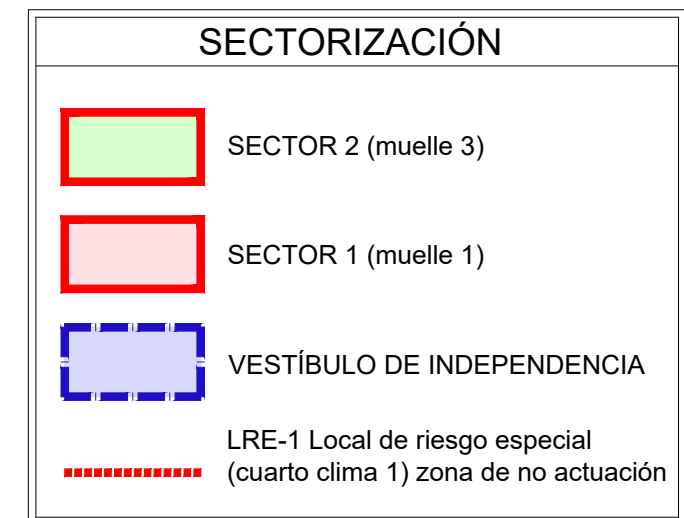 SECTORIZACIÓN
SECTOR 2 (muelle 3)
SECTOR 1 (muelle 1)
VESTÍBULO DE INDEPENDENCIA
LRE-1 Local de riesgo especial
(cuarto clima 1) zona de no actuación